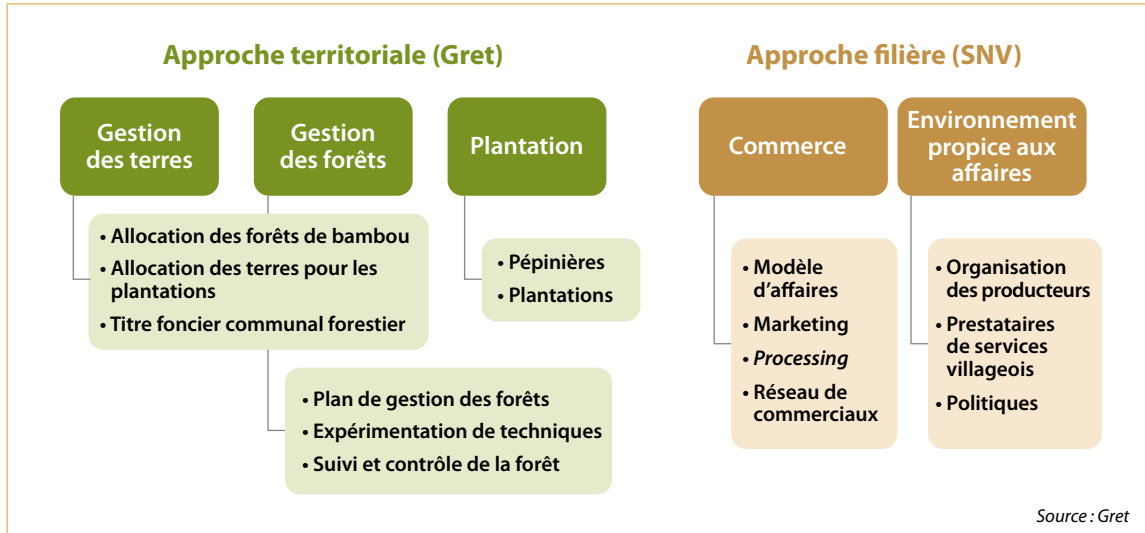 Approche territoriale (Gret)
Gestion
des terres
Gestion
des forêts
Plantation
• Allocation des forêts de bambou
• Allocation des terres pour les
plantations
• Titre foncier communal forestier
• Pépinières
• Plantations
• Plan de gestion des forêts
• Expérimentation de techniques
• Suivi et contrôle de la forêt
Approche filière (SNV)
Commerce
Environnement
propice aux
affaires
• Modèle
d’affaires
• Marketing
• Processing
• Réseau de
commerciaux
• Organisation
des producteurs
• Prestataires
de services
villageois
• Politiques
Source : Gret